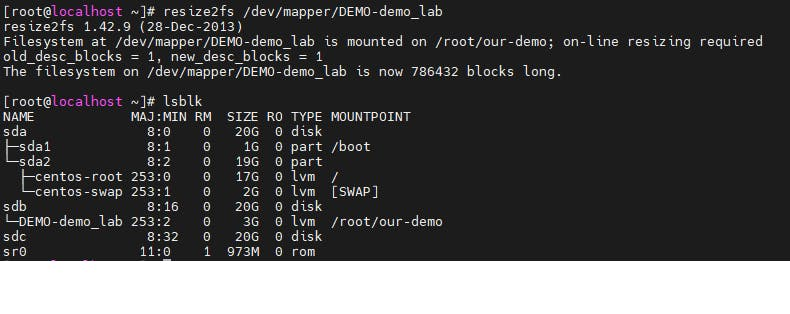 [root@localhost ~]# resize2fs /dev/mapper/DEMO-demo_lab
resize2fs 1.42.9 (28-Dec-2013)
Filesystem at /dev/mapper/DEMO-demo_lab is mounted on /root/our-demo; on-line resizing required
old_desc_blocks = 1, new_desc_blocks = 1
The filesystem on /dev/mapper/DEMO-demo_lab is now 786432 blocks long.

[root@localhost ~]# lsblk
NAME            MAJ:MIN RM  SIZE RO TYPE MOUNTPOINT
sda               8:0    0   20G  0 disk
├─sda1            8:1    0    1G  0 part /boot
└─sda2            8:2    0   19G  0 part
  ├─centos-root 253:0    0   17G  0 lvm  /
  └─centos-swap 253:1    0    2G  0 lvm  [SWAP]
sdb               8:16   0   20G  0 disk
└─DEMO-demo_lab 253:2    0    3G  0 lvm  /root/our-demo
sdc               8:32   0   20G  0 disk
sr0              11:0    1  973M  0 rom